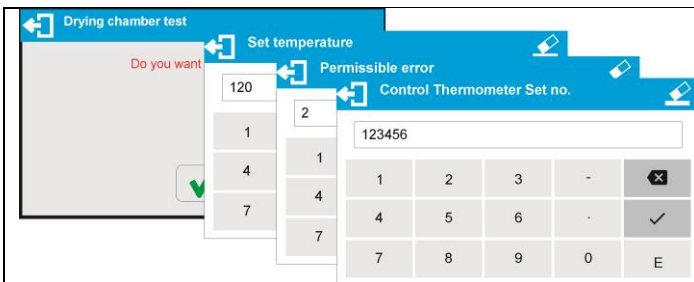 Drying chamber test
Do you want
Set temperature
120
1
4
7
Permissible error
2
1
4
7
Control Thermometer Set no.
123456
1 2 3 -
4 5 6 .
7 8 9 0 E